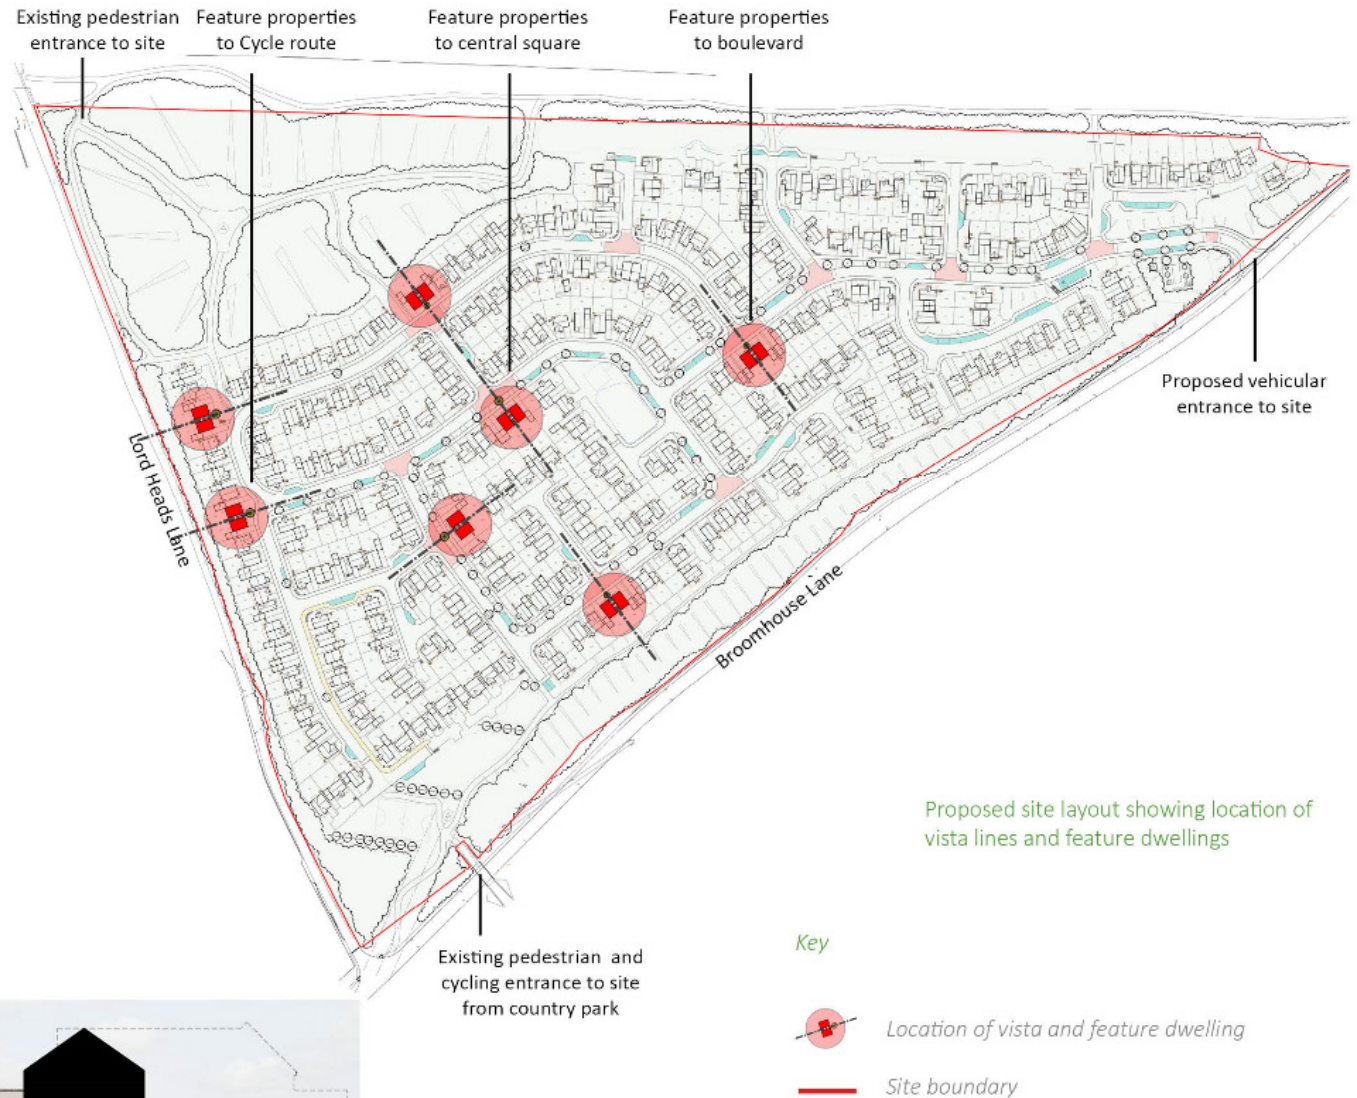 Existing pedestrian
entrance to site
Feature properties
to Cycle route
Feature properties
to central square
Feature properties
to boulevard
Proposed vehicular
entrance to site
Lord Heads Lane
Broomhouse Lane
Existing pedestrian and
cycling entrance to site
from country park
Proposed site layout showing location of
vista lines and feature dwellings
Key
Location of vista and feature dwelling
Site boundary